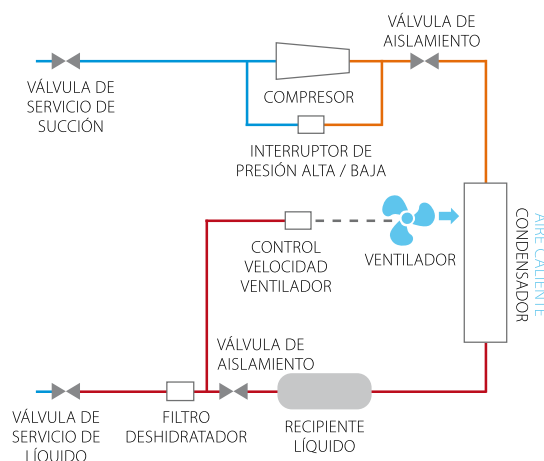 VÁLVULA DE
AISLAMIENTO
VÁLVULA DE
SERVICIO DE
SUCCIÓN
COMPRESOR
INTERRUPTOR DE
PRESIÓN ALTA / BAJA
CONTROL
VELOCIDAD
VENTILADOR
VENTILADOR
CONDENSADOR
AIRE CALIENTE
VÁLVULA DE
AISLAMIENTO
VÁLVULA DE
SERVICIO DE
LÍQUIDO
FILTRO
DESHIDRATADOR
RECIPIENTE
LÍQUIDO